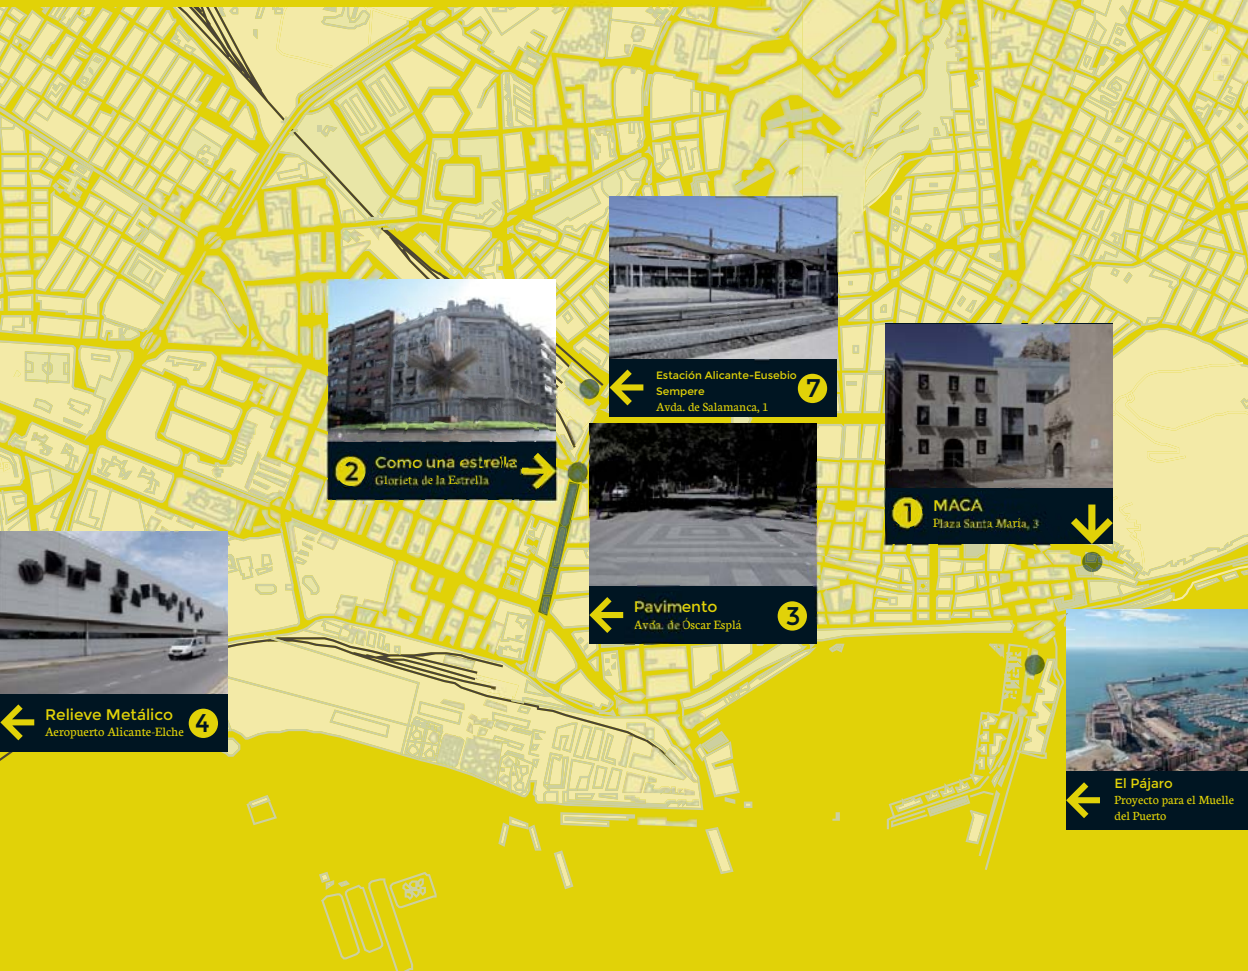 Estación Alicante-Eusebio
Sempere
Avda. de Salamanca, 1
7
2
Como una estrella
Glorieta de la Estrella
1
MACA
Plaza Santa María, 3
Pavimento
Avda. de Óscar Esplá
3
Relieve Metálico
Aeropuerto Alicante-Elche
4
El Pájaro
Proyecto para el Muelle
del Puerto